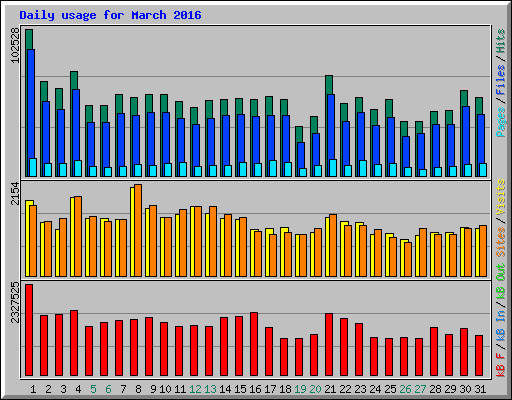 Daily usage for March 2016
102528
Pages / Files / Hits
2154
Sites / Visits
2327525
kB F / kB In / kB Out
1 2 3 4 5 6 7 8 9 10 11 12 13 14 15 16 17 18 19 20 21 22 23 24 25 26 27 28 29 30 31